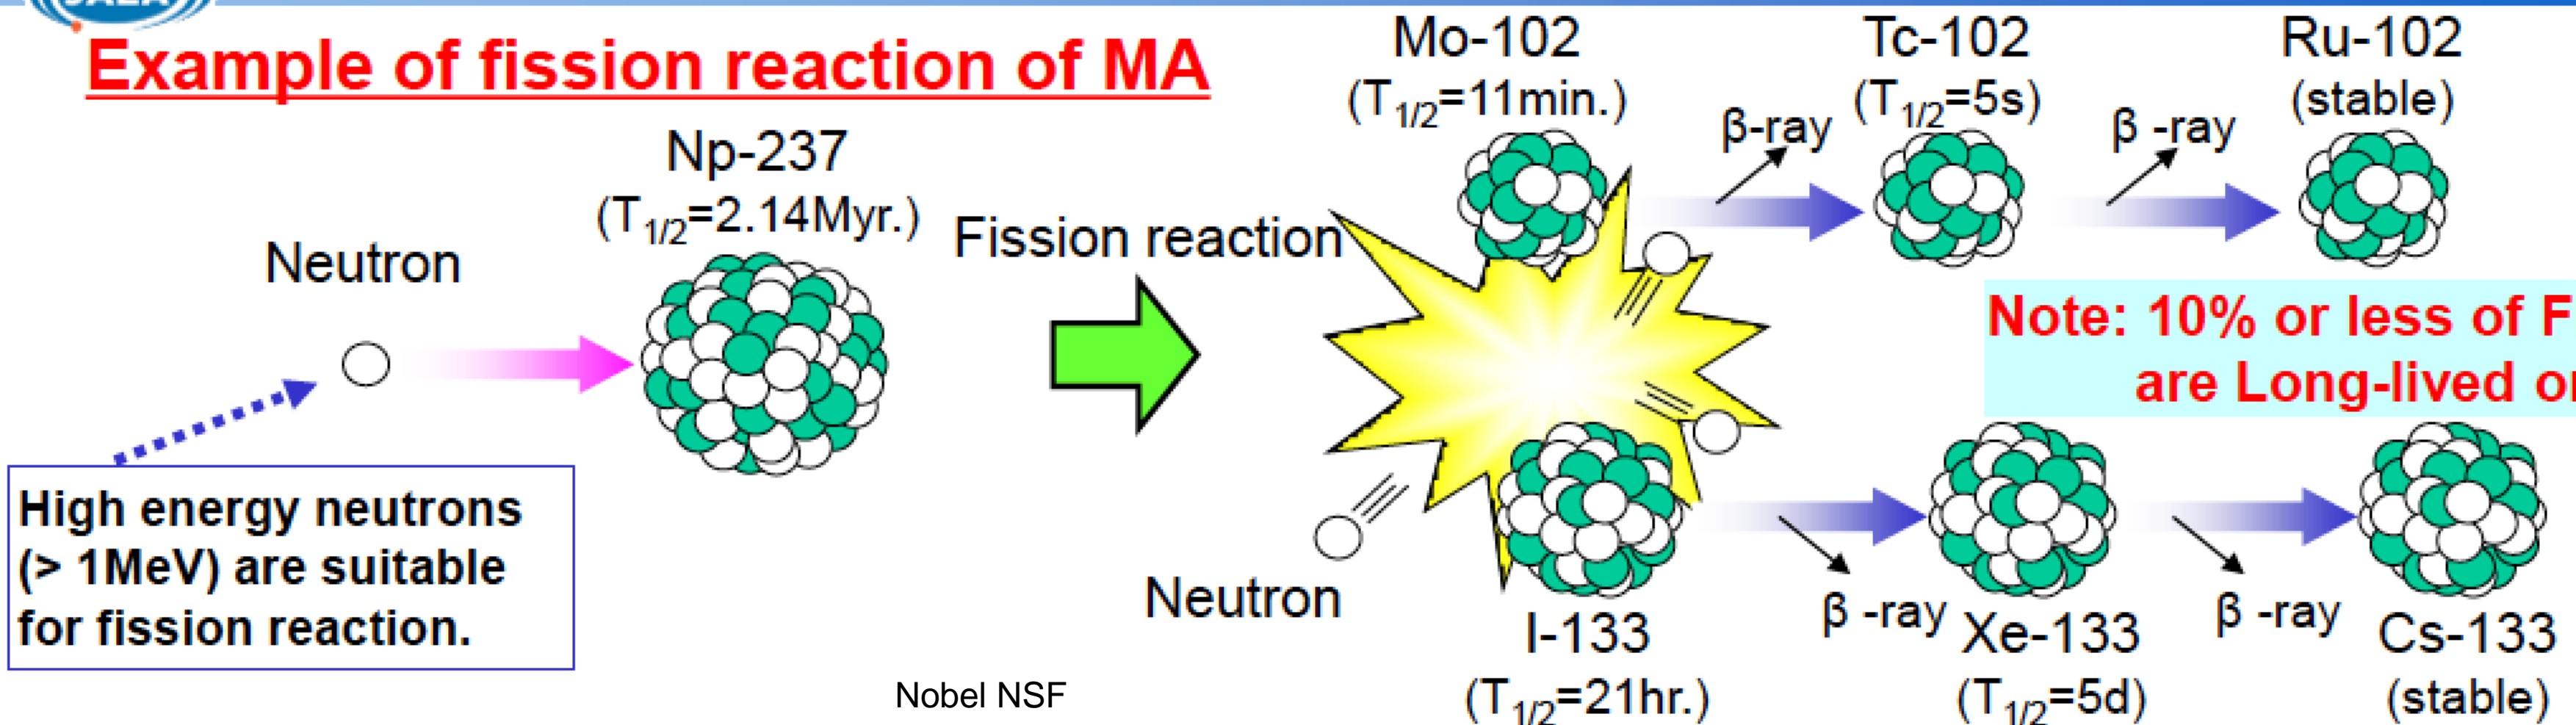 Example of fission reaction of MA
Neutron
Np-237
(T1/2=2.14Myr.)
High energy neutrons
(> 1MeV) are suitable
for fission reaction.
Fission reaction
Mo-102
(T1/2=11min.)
β-ray
Tc-102
(T1/2=5s)
β -ray
Ru-102
(stable)
Note: 10% or less of F
are Long-lived
Neutron
I-133
(T1/2=21hr.)
β -ray
Xe-133
(T1/2=5d)
β -ray
Cs-133
(stable)
Nobel NSF